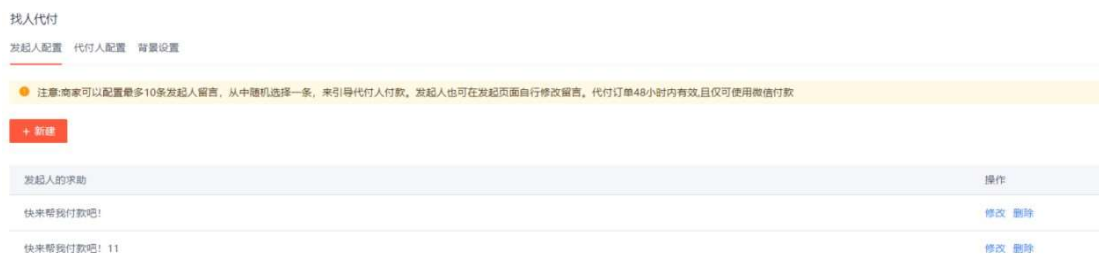 找人代付
发起人配置 代付人配置 背景设置
注意:商家可以配置最多10条发起人留言，从中随机选择一条，来引导代付人付款。发起人也可在发起页面自行修改留言。代付订单48小时内有效,且仅可使用微信付款
+ 新建
发起人的求助 操作
快来帮我付款吧! 修改 删除
快来帮我付款吧! 11 修改 删除